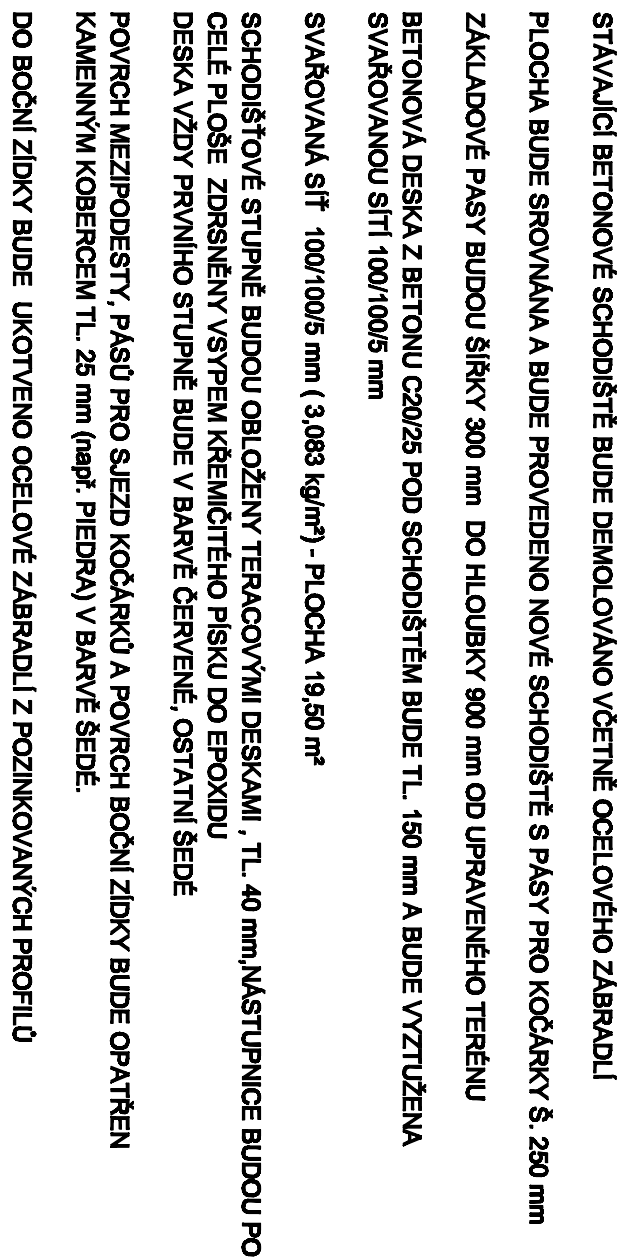 STÁVAJÍCÍ BETONOVÉ SCHODIŠTĚ BUDE DEMOLOVÁNO VČETNĚ OCELOVÉHO ZÁBRADLÍ
PLOCHA BUDE SROVNÁNA A BUDE PROVEDENO NOVÉ SCHODIŠTĚ S PÁSY PRO KOČÁRKY Š. 250 mm
ZÁKLADOVÉ PASY BUDOU ŠÍŘKY 300 mm DO HLOUBKY 900 mm OD UPRAVENÉHO TERÉNU
BETONOVÁ DESKA Z BETONU C20/25 POD SCHODIŠTĚM BUDE TL. 150 mm A BUDE VYZTUŽENA
SVAŘOVANOU SÍTÍ 100/100/5 mm
SVAŘOVANÁ SÍŤ 100/100/5 mm ( 3,083 kg/m²) - PLOCHA 19,50 m²
SCHODIŠŤOVÉ STUPNĚ BUDOU OBLOŽENY TERACOVÝMI DESKAMI , TL. 40 mm,NÁSTUPNICE BUDOU PO
CELÉ PLOŠE ZDRSNĚNY VSYPEM KŘEMIČITÉHO PÍSKU DO EPOXIDU
DESKA VŽDY PRVNÍHO STUPNĚ BUDE V BARVĚ ČERVENÉ, OSTATNÍ ŠEDÉ
POVRCH MEZIPODESTY, PÁSŮ PRO SJEZD KOČÁRKŮ A POVRCH BOČNÍ ZÍDKY BUDE OPATŘEN
KAMENNÝM KOBERCEM TL. 25 mm (např. PIEDRA) V BARVĚ ŠEDÉ.
DO BOČNÍ ZÍDKY BUDE UKOTVENO OCELOVÉ ZÁBRADLÍ Z POZINKOVANÝCH PROFILŮ